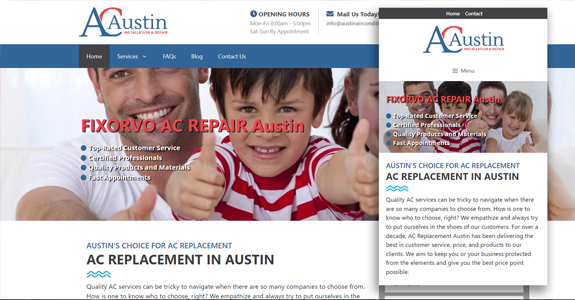 AC Austin
INSTALLATION & REPAIR
OPENING HOURS
Mon-Fri 8:00am - 5:00pm
Sat-Sun By Appointment
Mail Us Today!
info@austinaircondit
Home Services FAQs Blog Contact Us
FIXORVO AC REPAIR Austin
Top-Rated Customer Service
Certified Professionals
Quality Products and Materials
Fast Appointments
AUSTIN'S CHOICE FOR AC REPLACEMENT
AC REPLACEMENT IN AUSTIN
Quality AC services can be tricky to navigate when there are so many companies to choose from.
How is one to know who to choose, right? We empathize and always try to put ourselves in the
Home Contact
AC Austin
INSTALLATION & REPAIR
Menu
FIXORVO AC REPAIR Austin
Top-Rated Customer Service
Certified Professionals
Quality Products and Materials
Fast Appointments
AUSTIN'S CHOICE FOR AC REPLACEMENT
AC REPLACEMENT IN AUSTIN
Quality AC services can be tricky to navigate when
there are so many companies to choose from. How is one to
know who to choose, right? We empathize and always try
to put ourselves in the shoes of our customers. For over a
decade, AC Replacement Austin has been delivering the
best in customer service, price, and products to our
clients. We aim to keep you or your business protected
from the elements and give you the best price point
possible.